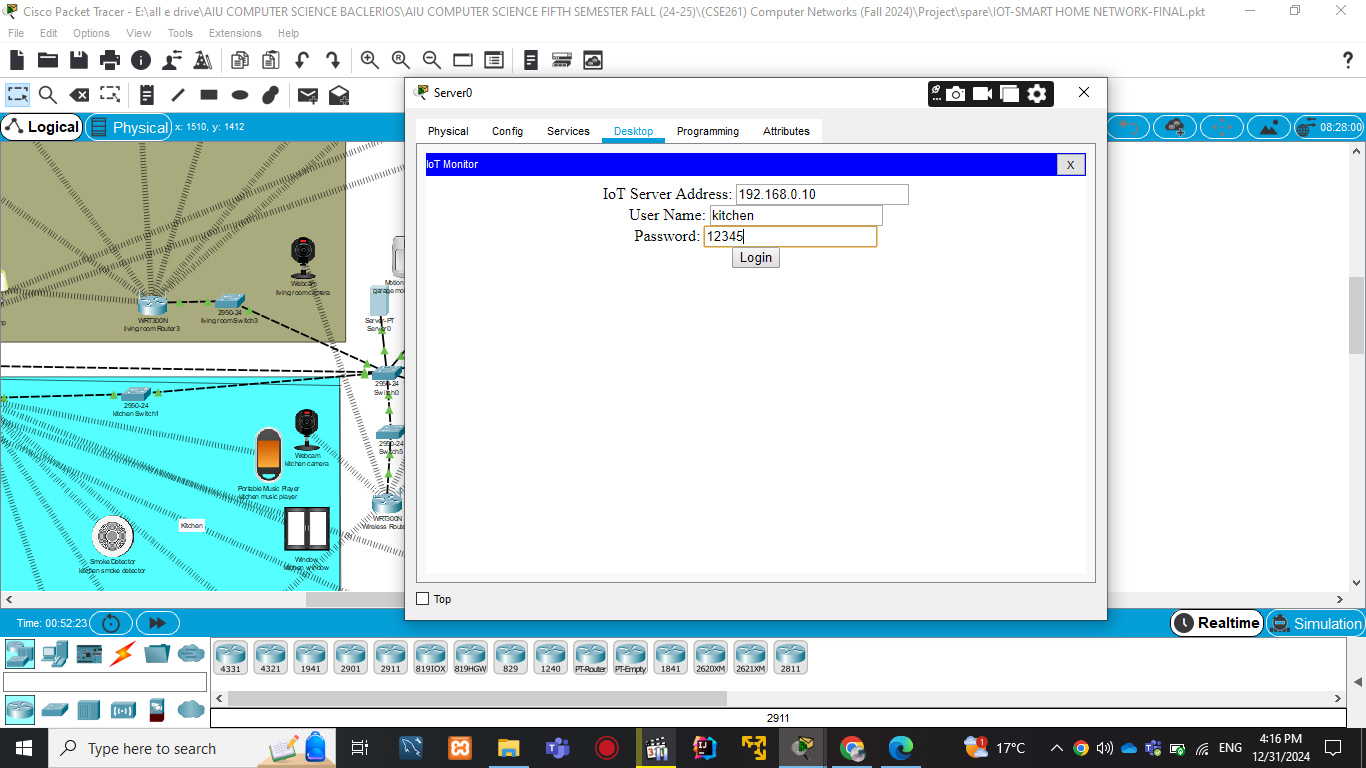 Cisco Packet Tracer - E:\all e drive\AIU COMPUTER SCIENCE BACLERIOS\AIU COMPUTER SCIENCE FIFTH SEMESTER FALL (24-25)\(CSE261) Computer Networks (Fall 2024)\Project\spare\IOT-SMART HOME NETWORK-FINAL.pkt
File Edit Options View Tools Extensions Help
Logical Physical x: 1510, y: 1412
08:28:00
Server0
Physical Config Services Desktop Programming Attributes
IoT Monitor X
IoT Server Address: 192.168.0.10
User Name: kitchen
Password: 12345
Login
Top
Webcam
living room camera
WRT300N
living room Router3
2950-24
living room Switch3
Motion
garage mo
Server-PT
Server0
2950-24
Switch0
2950-24
kitchen Switch1
2950-24
Switch5
Webcam
kitchen camera
Portable Music Player
kitchen music player
WRT300N
Wireless Route
Kitchen
Smoke Detector
kitchen smoke detector
Window
kitchen window
Time: 00:52:23
Realtime Simulation
4331 4321 1941 2901 2911 819IOX 819HGW 829 1240 PT-Router PT-Empty 1841 2620XM 2621XM 2811
2911
Type here to search
17°C
ENG
4:16 PM
12/31/2024